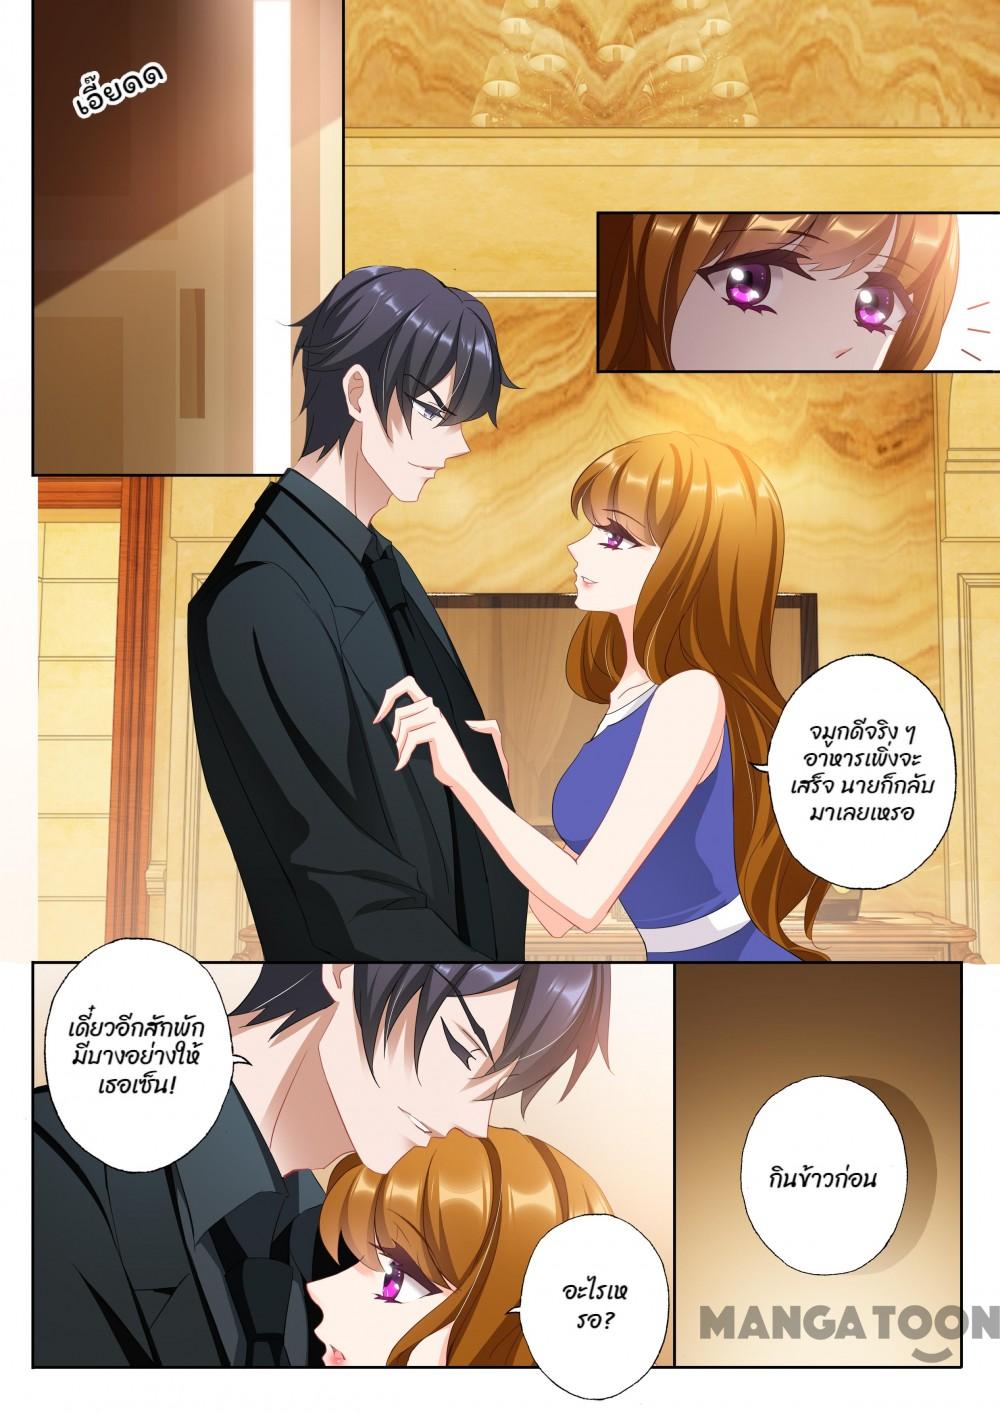 เอี๊ยดด
จมูกดีจริง ๆ
อาหารเพิ่งจะ
เสร็จ นายก็กลับ
มาเลยเหรอ
เดี๋ยวอีกสักพัก
มีบางอย่างให้
เธอเซ็น!
อะไรเห
รอ?
กินข้าวก่อน
MANGATOON